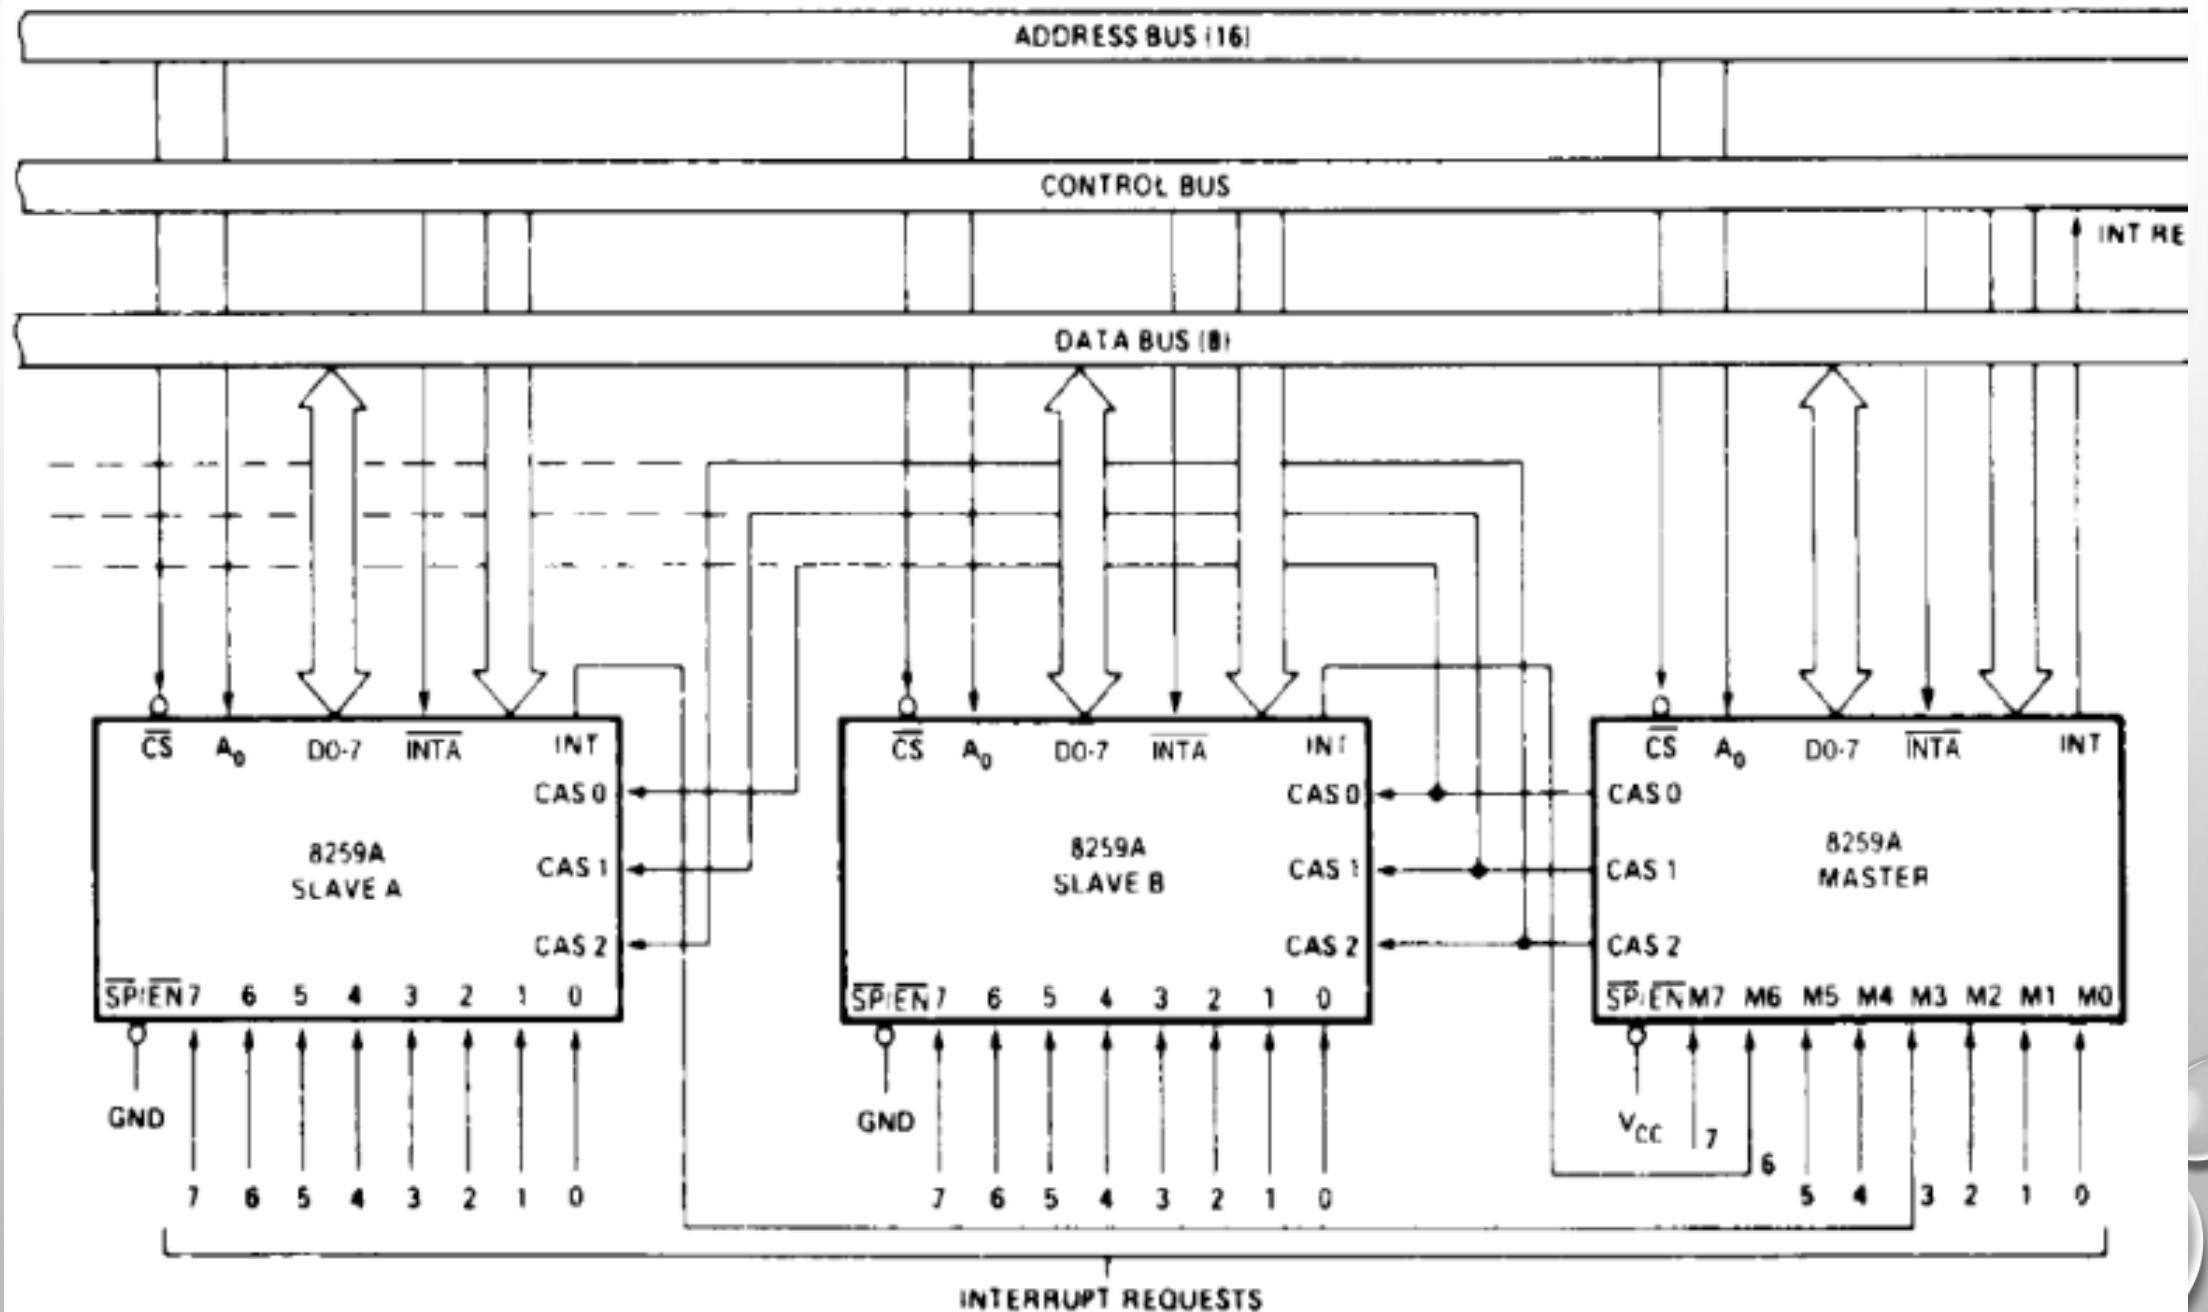 ADDRESS BUS (16)
CONTROL BUS
INT RE
DATA BUS (8)
CS A0 D0-7 INTA INT
CAS 0
8259A
SLAVE A
CAS 1
CAS 2
SP/EN 7 6 5 4 3 2 1 0
GND
7 6 5 4 3 2 1 0
CS A0 D0-7 INTA INT
CAS 0
8259A
SLAVE B
CAS 1
CAS 2
SP/EN 7 6 5 4 3 2 1 0
GND
7 6 5 4 3 2 1 0
CS A0 D0-7 INTA INT
CAS 0
8259A
MASTER
CAS 1
CAS 2
SP/EN M7 M6 M5 M4 M3 M2 M1 M0
VCC 7 6
5 4 3 2 1 0
INTERRUPT REQUESTS